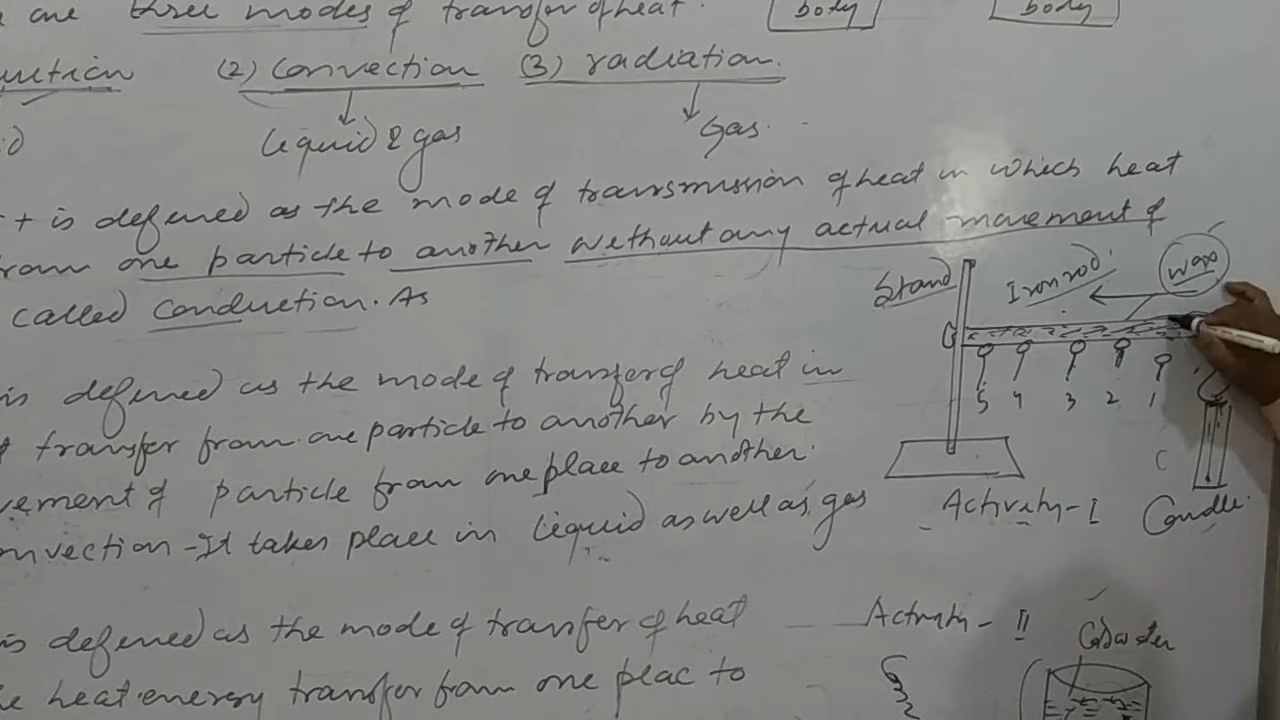 e are three modes of transfer of heat. body body
uction (2) Convection (3) radiation.
liquid & gas Gas.
It is defined as the mode of transmission of heat in which heat
from one particle to another without any actual movement of
called conduction. As
Stand Iron rod. Wax
5 4 3 2 1
is defined as the mode of transfer of heat in
transfer from one particle to another by the
vement of particle from one place to another.
nvection - It takes place in liquid as well as gas
Activity - I Candle
is defined as the mode of transfer of heat
heat energy transfer from one plac to
Activity - II